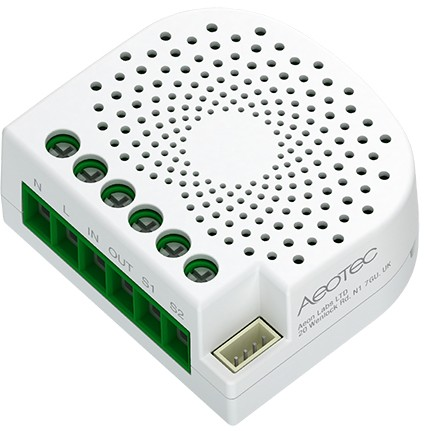 N
L
IN
OUT
S1
S2
AEOTEC
Aeon Labs LTD
20 Wenlock Rd. N1 7GU. UK